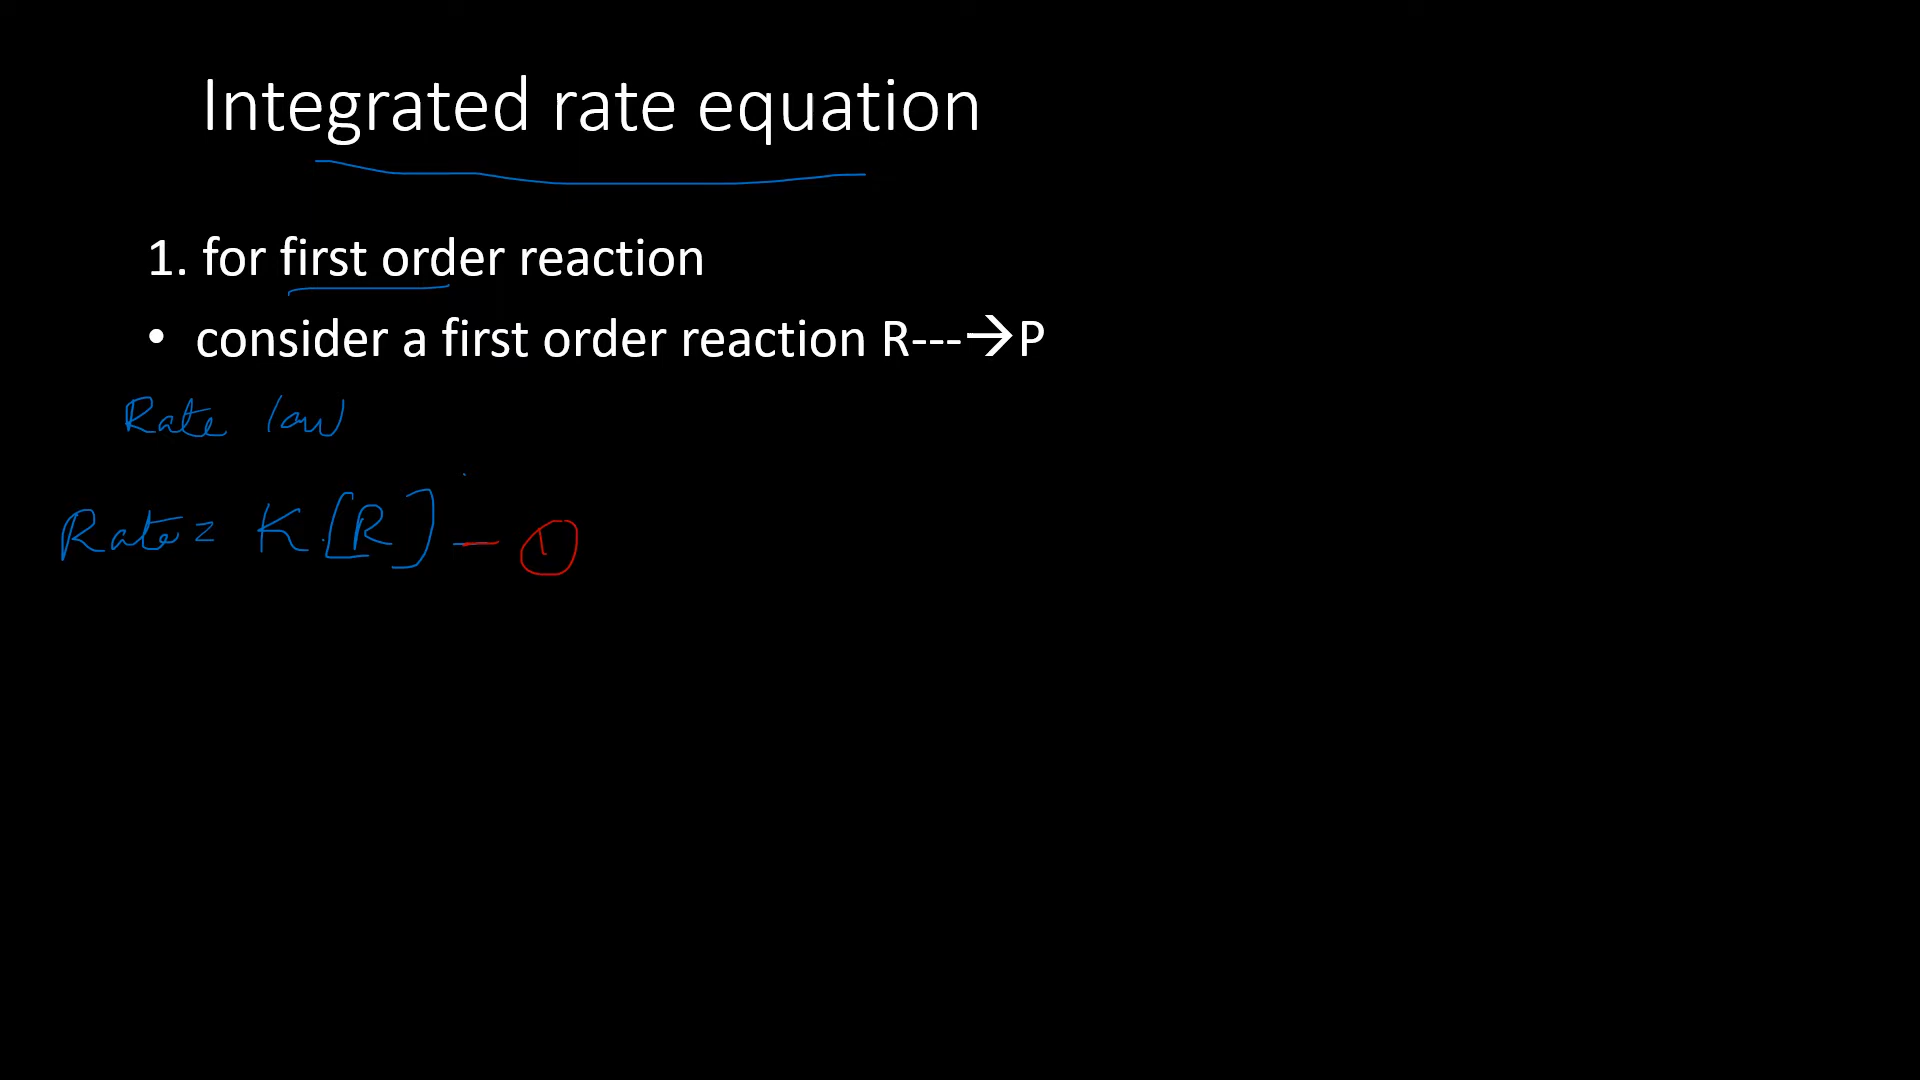 Integrated rate equation
1. for first order reaction
• consider a first order reaction R---→P
Rate law
Rate = K[R] — ①